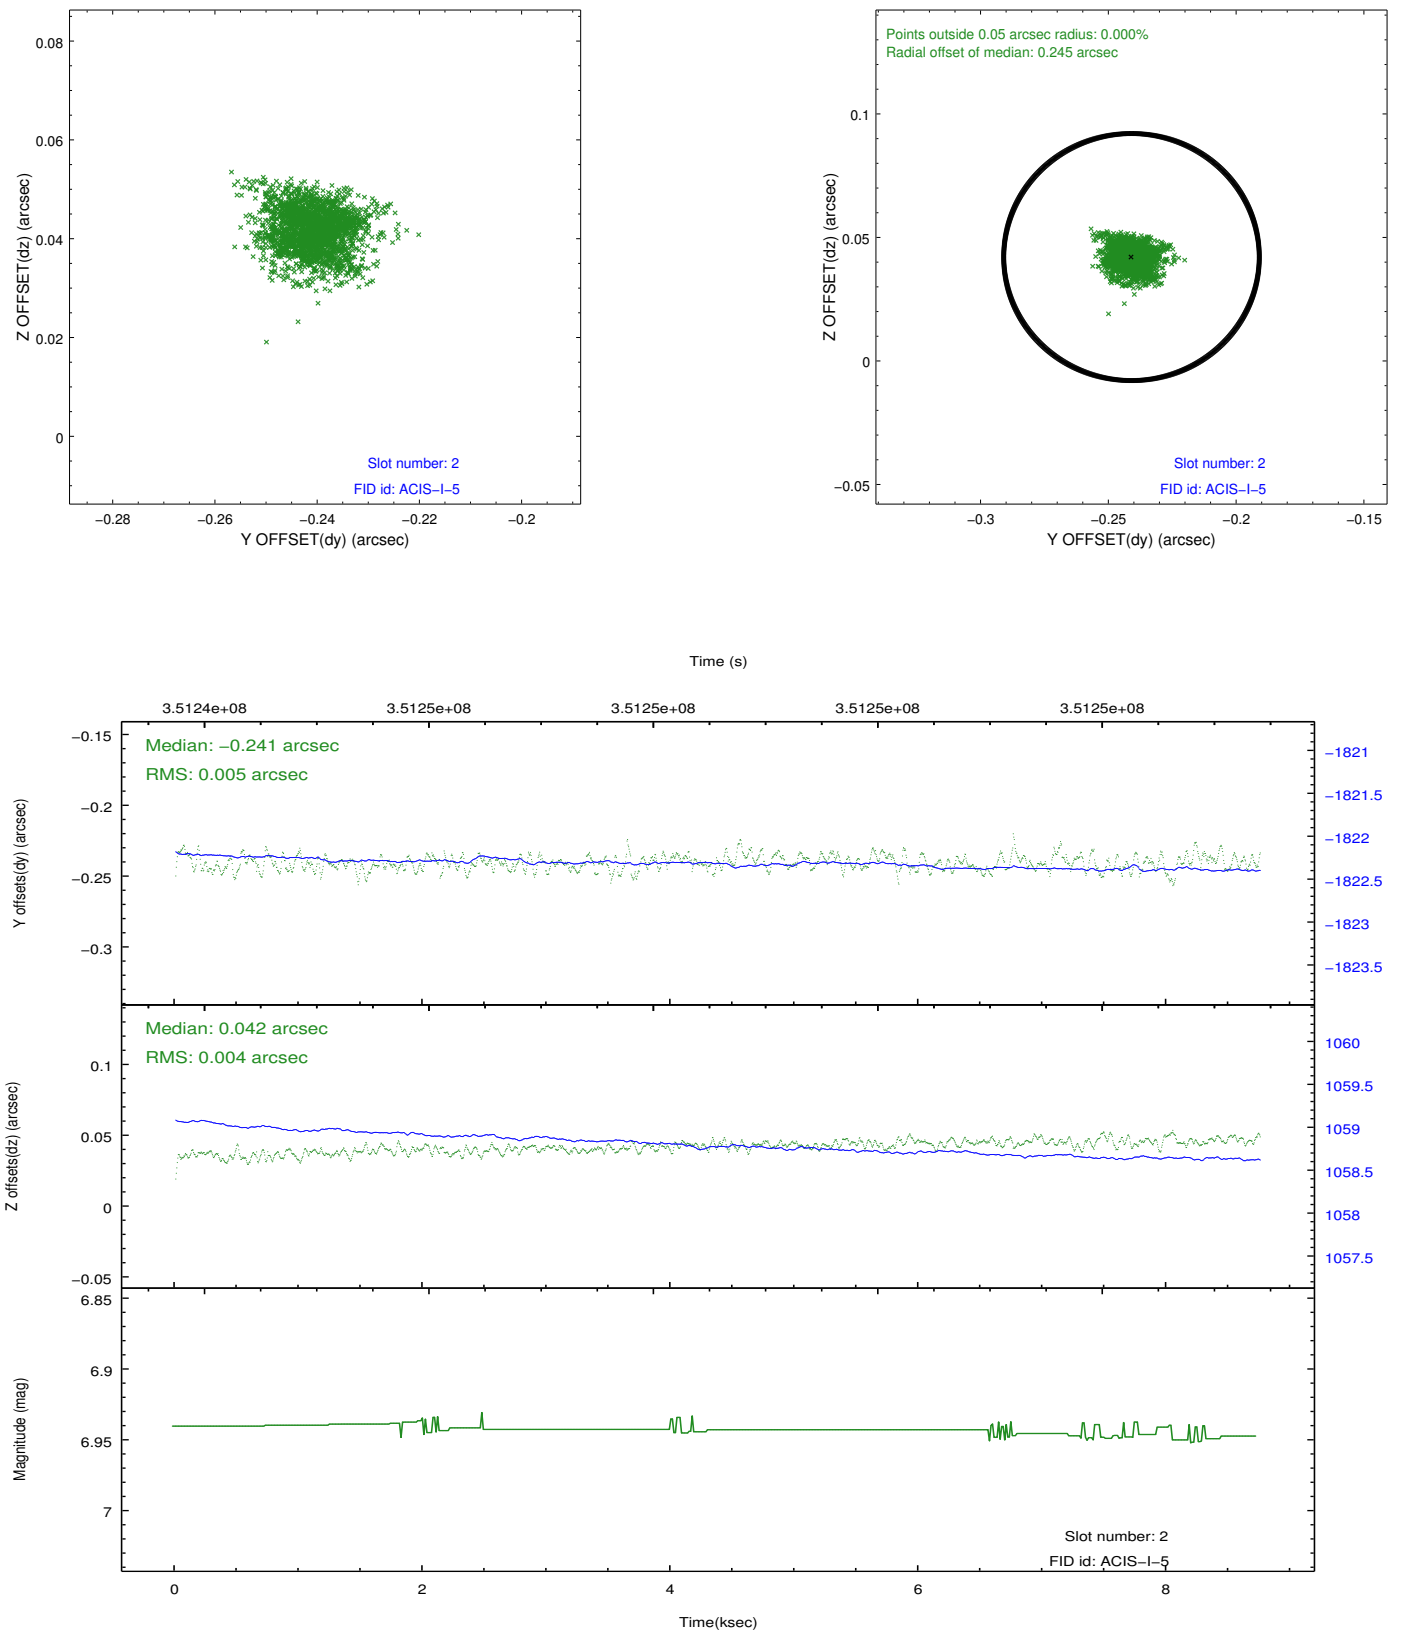 0.08
0.06
0.04
0.02
0
Z OFFSET(dz) (arcsec)
Slot number: 2
FID id: ACIS−I−5
−0.28 −0.26 −0.24 −0.22 −0.2
Y OFFSET(dy) (arcsec)
Points outside 0.05 arcsec radius: 0.000%
Radial offset of median: 0.245 arcsec
0.1
0.05
0
−0.05
Z OFFSET(dz) (arcsec)
Slot number: 2
FID id: ACIS−I−5
−0.3 −0.25 −0.2 −0.15
Y OFFSET(dy) (arcsec)
Time (s)
3.5124e+08 3.5125e+08 3.5125e+08 3.5125e+08 3.5125e+08
Median: −0.241 arcsec
RMS: 0.005 arcsec
−0.15
−0.2
−0.25
−0.3
Y offsets(dy) (arcsec)
−1821
−1821.5
−1822
−1822.5
−1823
−1823.5
Median: 0.042 arcsec
RMS: 0.004 arcsec
0.1
0.05
0
−0.05
Z offsets(dz) (arcsec)
1060
1059.5
1059
1058.5
1058
1057.5
6.85
6.9
6.95
7
Magnitude (mag)
Slot number: 2
FID id: ACIS−I−5
0 2 4 6 8
Time(ksec)